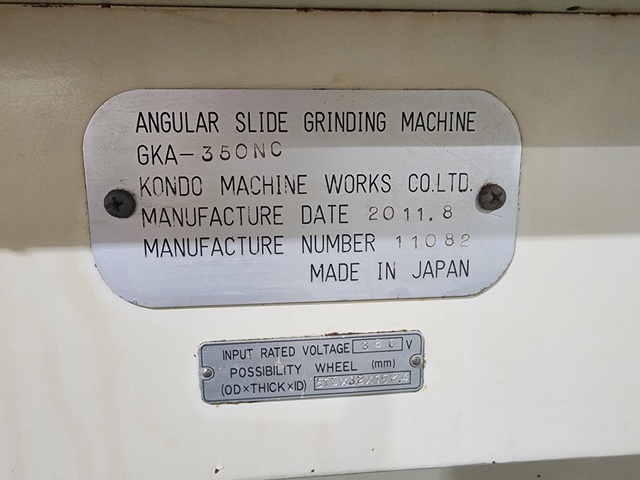 ANGULAR SLIDE GRINDING MACHINE
GKA-350NC
KONDO MACHINE WORKS CO.LTD.
MANUFACTURE DATE 2011.8
MANUFACTURE NUMBER 11082
MADE IN JAPAN
INPUT RATED VOLTAGE V
POSSIBILITY WHEEL (mm)
(OD×THICK×ID)